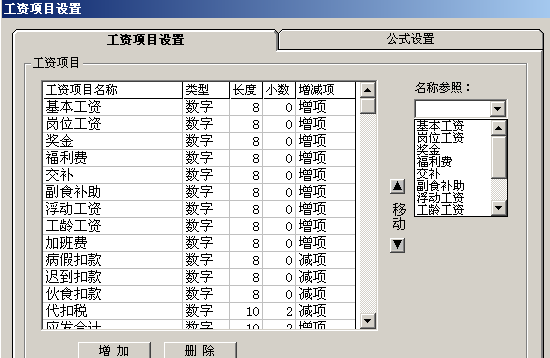 工资项目设置
工资项目设置 公式设置
工资项目
工资项目名称 类型 长度 小数 增减项
基本工资 数字 8 0 增项
岗位工资 数字 8 0 增项
奖金 数字 8 0 增项
福利费 数字 8 0 增项
交补 数字 8 0 增项
副食补助 数字 8 0 增项
浮动工资 数字 8 0 增项
工龄工资 数字 8 0 增项
加班费 数字 8 0 增项
病假扣款 数字 8 0 减项
迟到扣款 数字 8 0 减项
伙食扣款 数字 8 0 减项
代扣税 数字 10 2 减项
应发合计 数字 10 2 增项
增加 删除
移动
名称参照：
基本工资
岗位工资
奖金
福利费
交补
副食补助
浮动工资
工龄工资